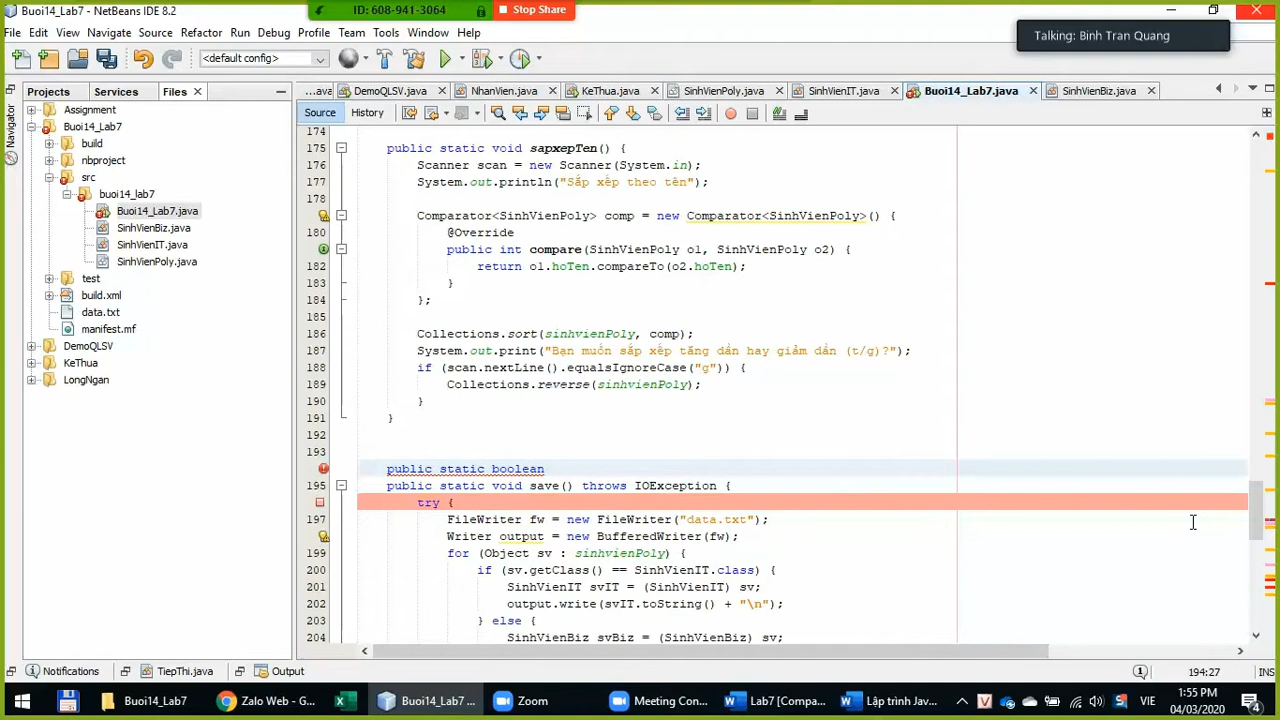 Buoi14_Lab7 - NetBeans IDE 8.2
ID: 608-941-3064
Stop Share
File Edit View Navigate Source Refactor Run Debug Profile Team Tools Window Help
Talking: Binh Tran Quang
<default config>
Projects Services Files
...ava DemoQLSV.java NhanVien.java KeThua.java SinhVienPoly.java SinhVienIT.java Buoi14_Lab7.java SinhVienBiz.java
Source History
Navigator
Assignment
Buoi14_Lab7
build
nbproject
src
buoi14_lab7
Buoi14_Lab7.java
SinhVienBiz.java
SinhVienIT.java
SinhVienPoly.java
test
build.xml
data.txt
manifest.mf
DemoQLSV
KeThua
LongNgan
174
175 public static void sapxepTen() {
176 Scanner scan = new Scanner(System.in);
177 System.out.println("Sắp xếp theo tên");
178
Comparator<SinhVienPoly> comp = new Comparator<SinhVienPoly>() {
180 @Override
public int compare(SinhVienPoly o1, SinhVienPoly o2) {
182 return o1.hoTen.compareTo(o2.hoTen);
183 }
184 };
185
186 Collections.sort(sinhvienPoly, comp);
187 System.out.print("Bạn muốn sắp xếp tăng dần hay giảm dần (t/g)?");
188 if (scan.nextLine().equalsIgnoreCase("g")) {
189 Collections.reverse(sinhvienPoly);
190 }
191 }
192
193
public static boolean
195 public static void save() throws IOException {
try {
197 FileWriter fw = new FileWriter("data.txt");
Writer output = new BufferedWriter(fw);
199 for (Object sv : sinhvienPoly) {
200 if (sv.getClass() == SinhVienIT.class) {
201 SinhVienIT svIT = (SinhVienIT) sv;
202 output.write(svIT.toString() + "\n");
203 } else {
204 SinhVienBiz svBiz = (SinhVienBiz) sv;
Notifications TiepThi.java Output
194:27 INS
Buoi14_Lab7 Zalo Web - G... Buoi14_Lab7 ... Zoom Meeting Con... Lab7 [Compa... Lập trình Jav... VIE
1:55 PM
04/03/2020
4